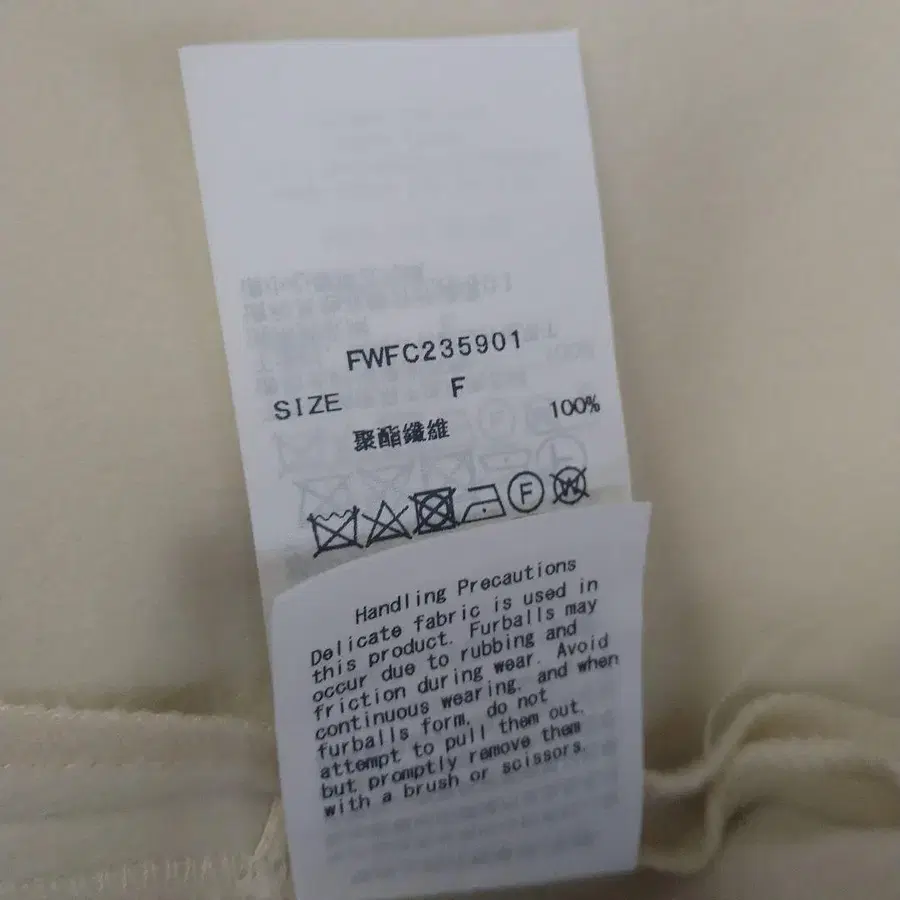 FWFC235901
SIZE F
聚酯纖維 100%
F
W
Handling Precautions
Delicate fabric is used in
this product. Furballs may
occur due to rubbing and
friction during wear. Avoid
continuous wearing, and when
furballs form, do not
attempt to pull them out,
but promptly remove them
with a brush or scissors.